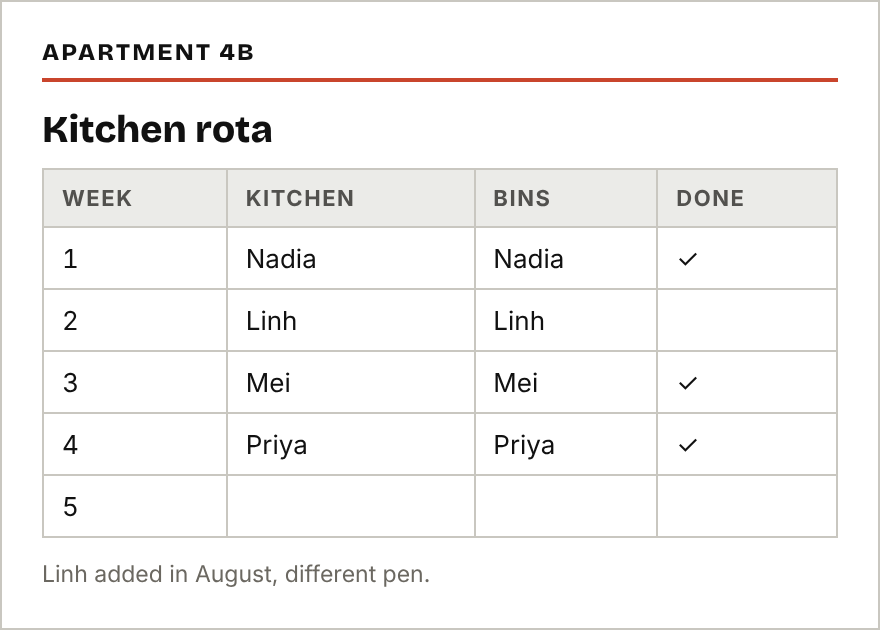 APARTMENT 4B
Kitchen rota
WEEK KITCHEN BINS DONE
1 Nadia Nadia ✓
2 Linh Linh
3 Mei Mei ✓
4 Priya Priya ✓
5
Linh added in August, different pen.